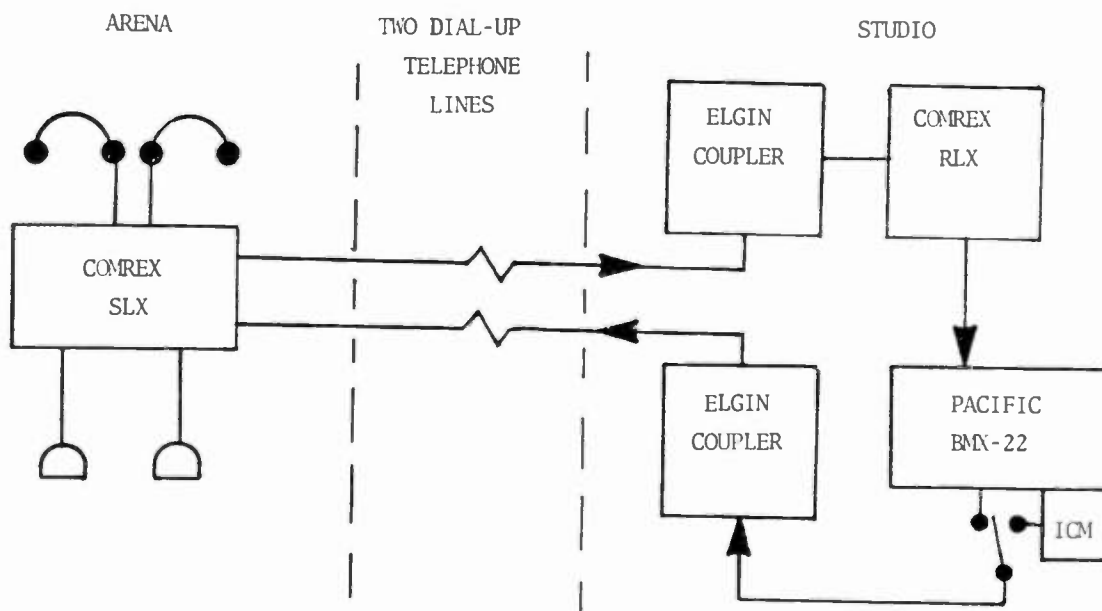 ARENA
TWO DIAL-UP
TELEPHONE
LINES
STUDIO
ELGIN
COUPLER
COMREX
RLX
COMREX
SLX
ELGIN
COUPLER
PACIFIC
BMX-22
ICM